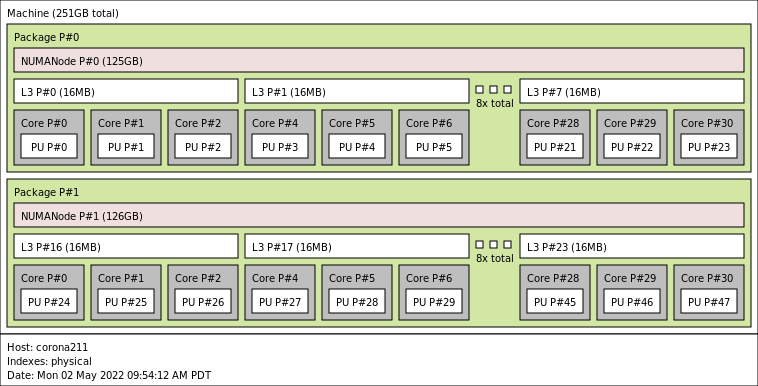 Machine (251GB total)
Package P#0
NUMANode P#0 (125GB)
L3 P#0 (16MB) L3 P#1 (16MB) 8x total L3 P#7 (16MB)
Core P#0 Core P#1 Core P#2 Core P#4 Core P#5 Core P#6 Core P#28 Core P#29 Core P#30
PU P#0 PU P#1 PU P#2 PU P#3 PU P#4 PU P#5 PU P#21 PU P#22 PU P#23
Package P#1
NUMANode P#1 (126GB)
L3 P#16 (16MB) L3 P#17 (16MB) 8x total L3 P#23 (16MB)
Core P#0 Core P#1 Core P#2 Core P#4 Core P#5 Core P#6 Core P#28 Core P#29 Core P#30
PU P#24 PU P#25 PU P#26 PU P#27 PU P#28 PU P#29 PU P#45 PU P#46 PU P#47
Host: corona211
Indexes: physical
Date: Mon 02 May 2022 09:54:12 AM PDT